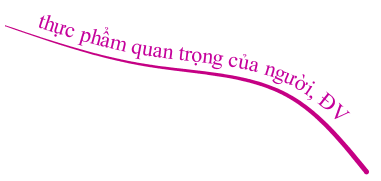 thực phẩm quan trọng của người, ĐV